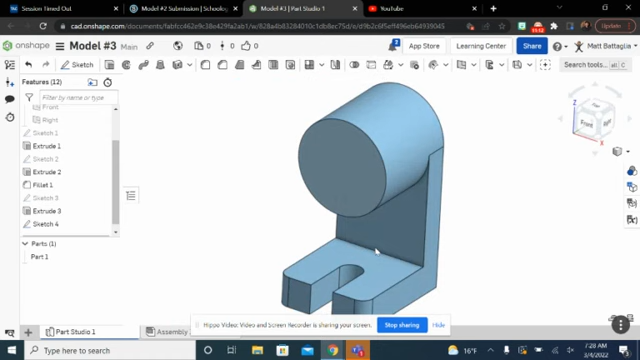 Session Timed Out
Model #2 Submission | Schoolog
Model #3 | Part Studio 1
YouTube
cad.onshape.com/documents/
Update
onshape
Model #3
Main
0
0
0
App Store
Learning Center
Share
Matt Battaglia
Sketch
Search tools...
Features (12)
Filter by name or type
Front
Right
Sketch 1
Extrude 1
Sketch 2
Extrude 2
Fillet 1
Sketch 3
Extrude 3
Sketch 4
Parts (1)
Part 1
Z
Top
Front
Right
X
Hippo Video: Video and Screen Recorder is sharing your screen.
Stop sharing
Hide
Part Studio 1
Assembly
Type here to search
16°F
7:28 AM
3/4/2022